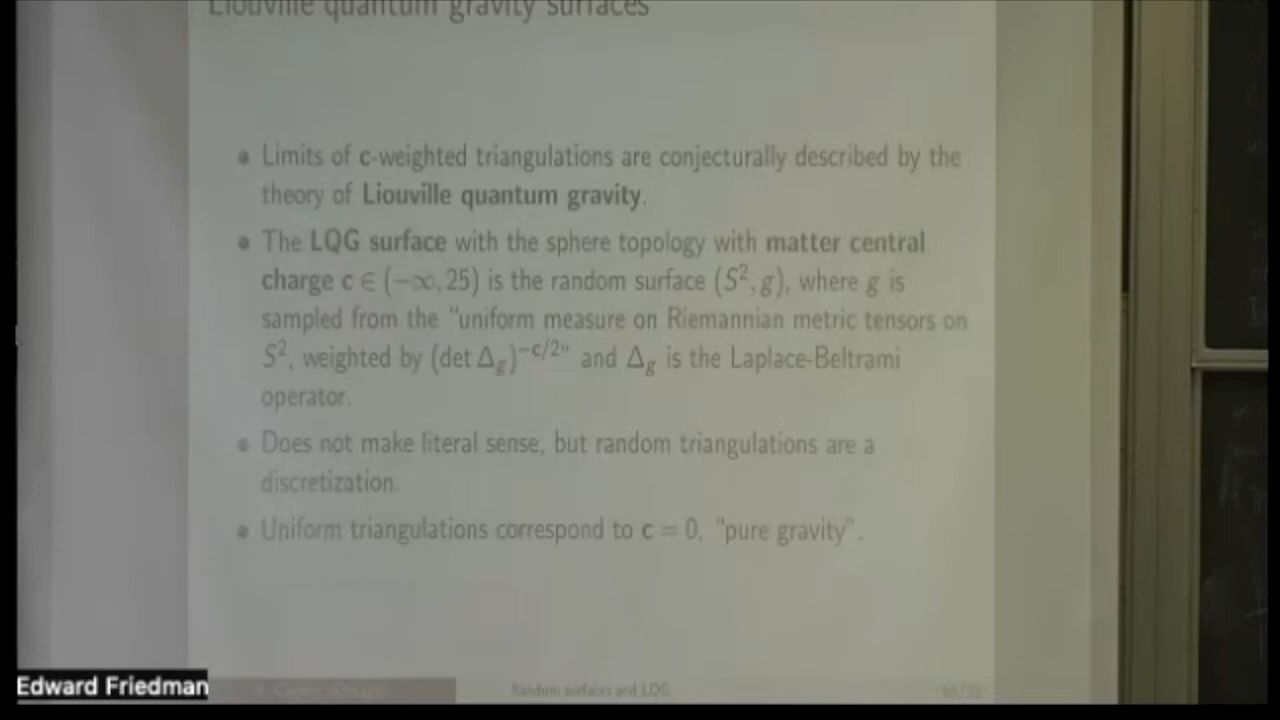 Liouville quantum gravity surfaces
• Limits of c-weighted triangulations are conjecturally described by the
theory of Liouville quantum gravity.
• The LQG surface with the sphere topology with matter central
charge c ∈ (−∞, 25) is the random surface (S², g), where g is
sampled from the "uniform measure on Riemannian metric tensors on
S², weighted by (det Δ_g)^{−c/2}" and Δ_g is the Laplace-Beltrami
operator.
• Does not make literal sense, but random triangulations are a
discretization.
• Uniform triangulations correspond to c = 0, "pure gravity".
Edward Friedman
Random surfaces and LQG